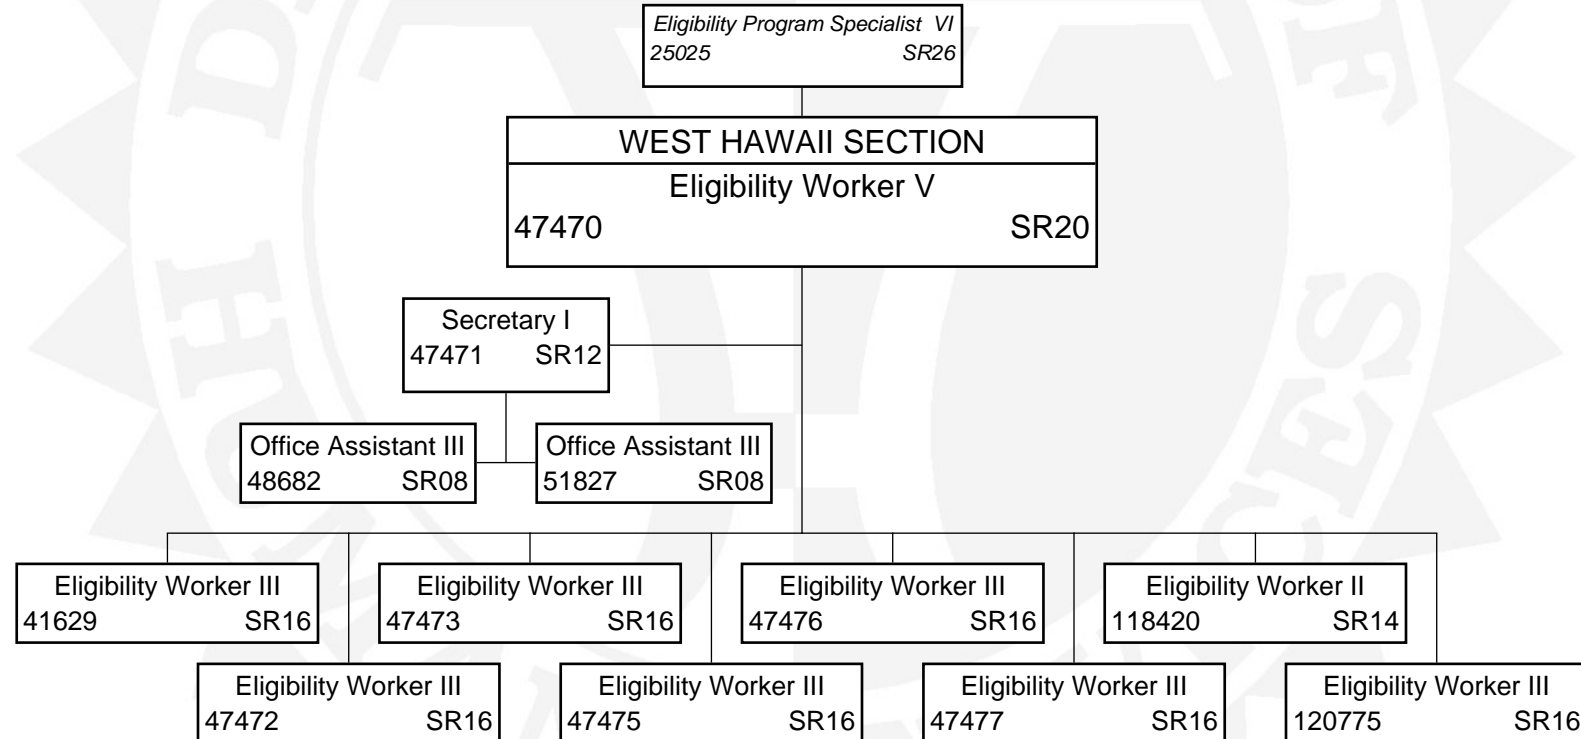 Eligibility Program Specialist VI
25025 SR26
WEST HAWAII SECTION
Eligibility Worker V
47470 SR20
Secretary I
47471 SR12
Office Assistant III
48682 SR08
Office Assistant III
51827 SR08
Eligibility Worker III
41629 SR16
Eligibility Worker III
47473 SR16
Eligibility Worker III
47476 SR16
Eligibility Worker II
118420 SR14
Eligibility Worker III
47472 SR16
Eligibility Worker III
47475 SR16
Eligibility Worker III
47477 SR16
Eligibility Worker III
120775 SR16